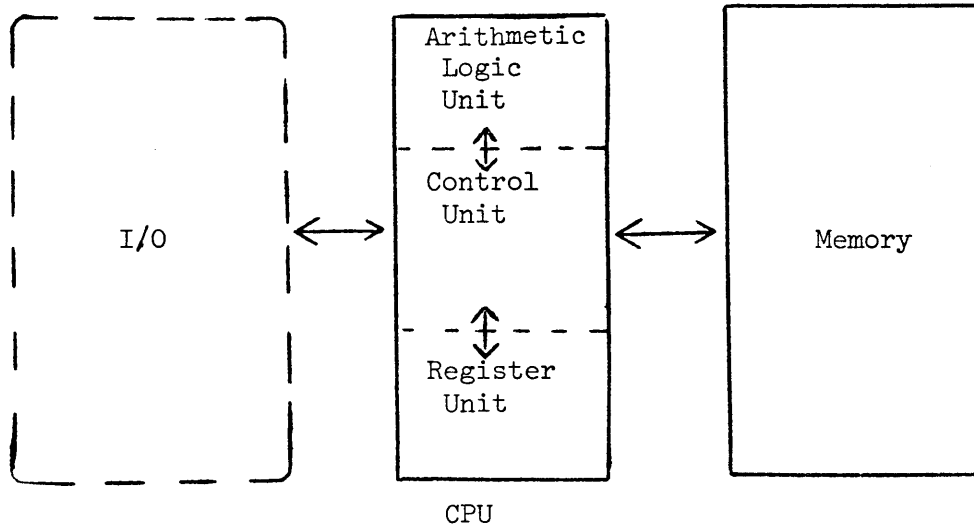 I/O
Arithmetic
Logic
Unit
Control
Unit
Register
Unit
CPU
Memory